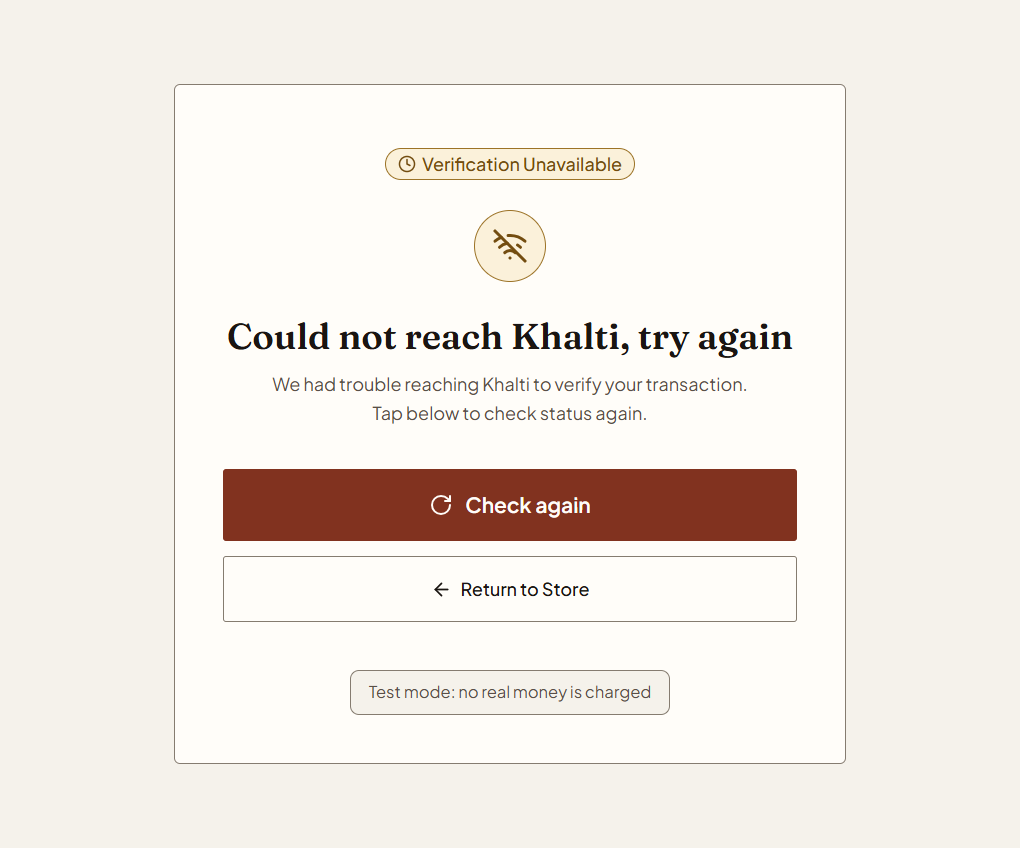 Verification Unavailable
Could not reach Khalti, try again
We had trouble reaching Khalti to verify your transaction.
Tap below to check status again.
Check again
Return to Store
Test mode: no real money is charged